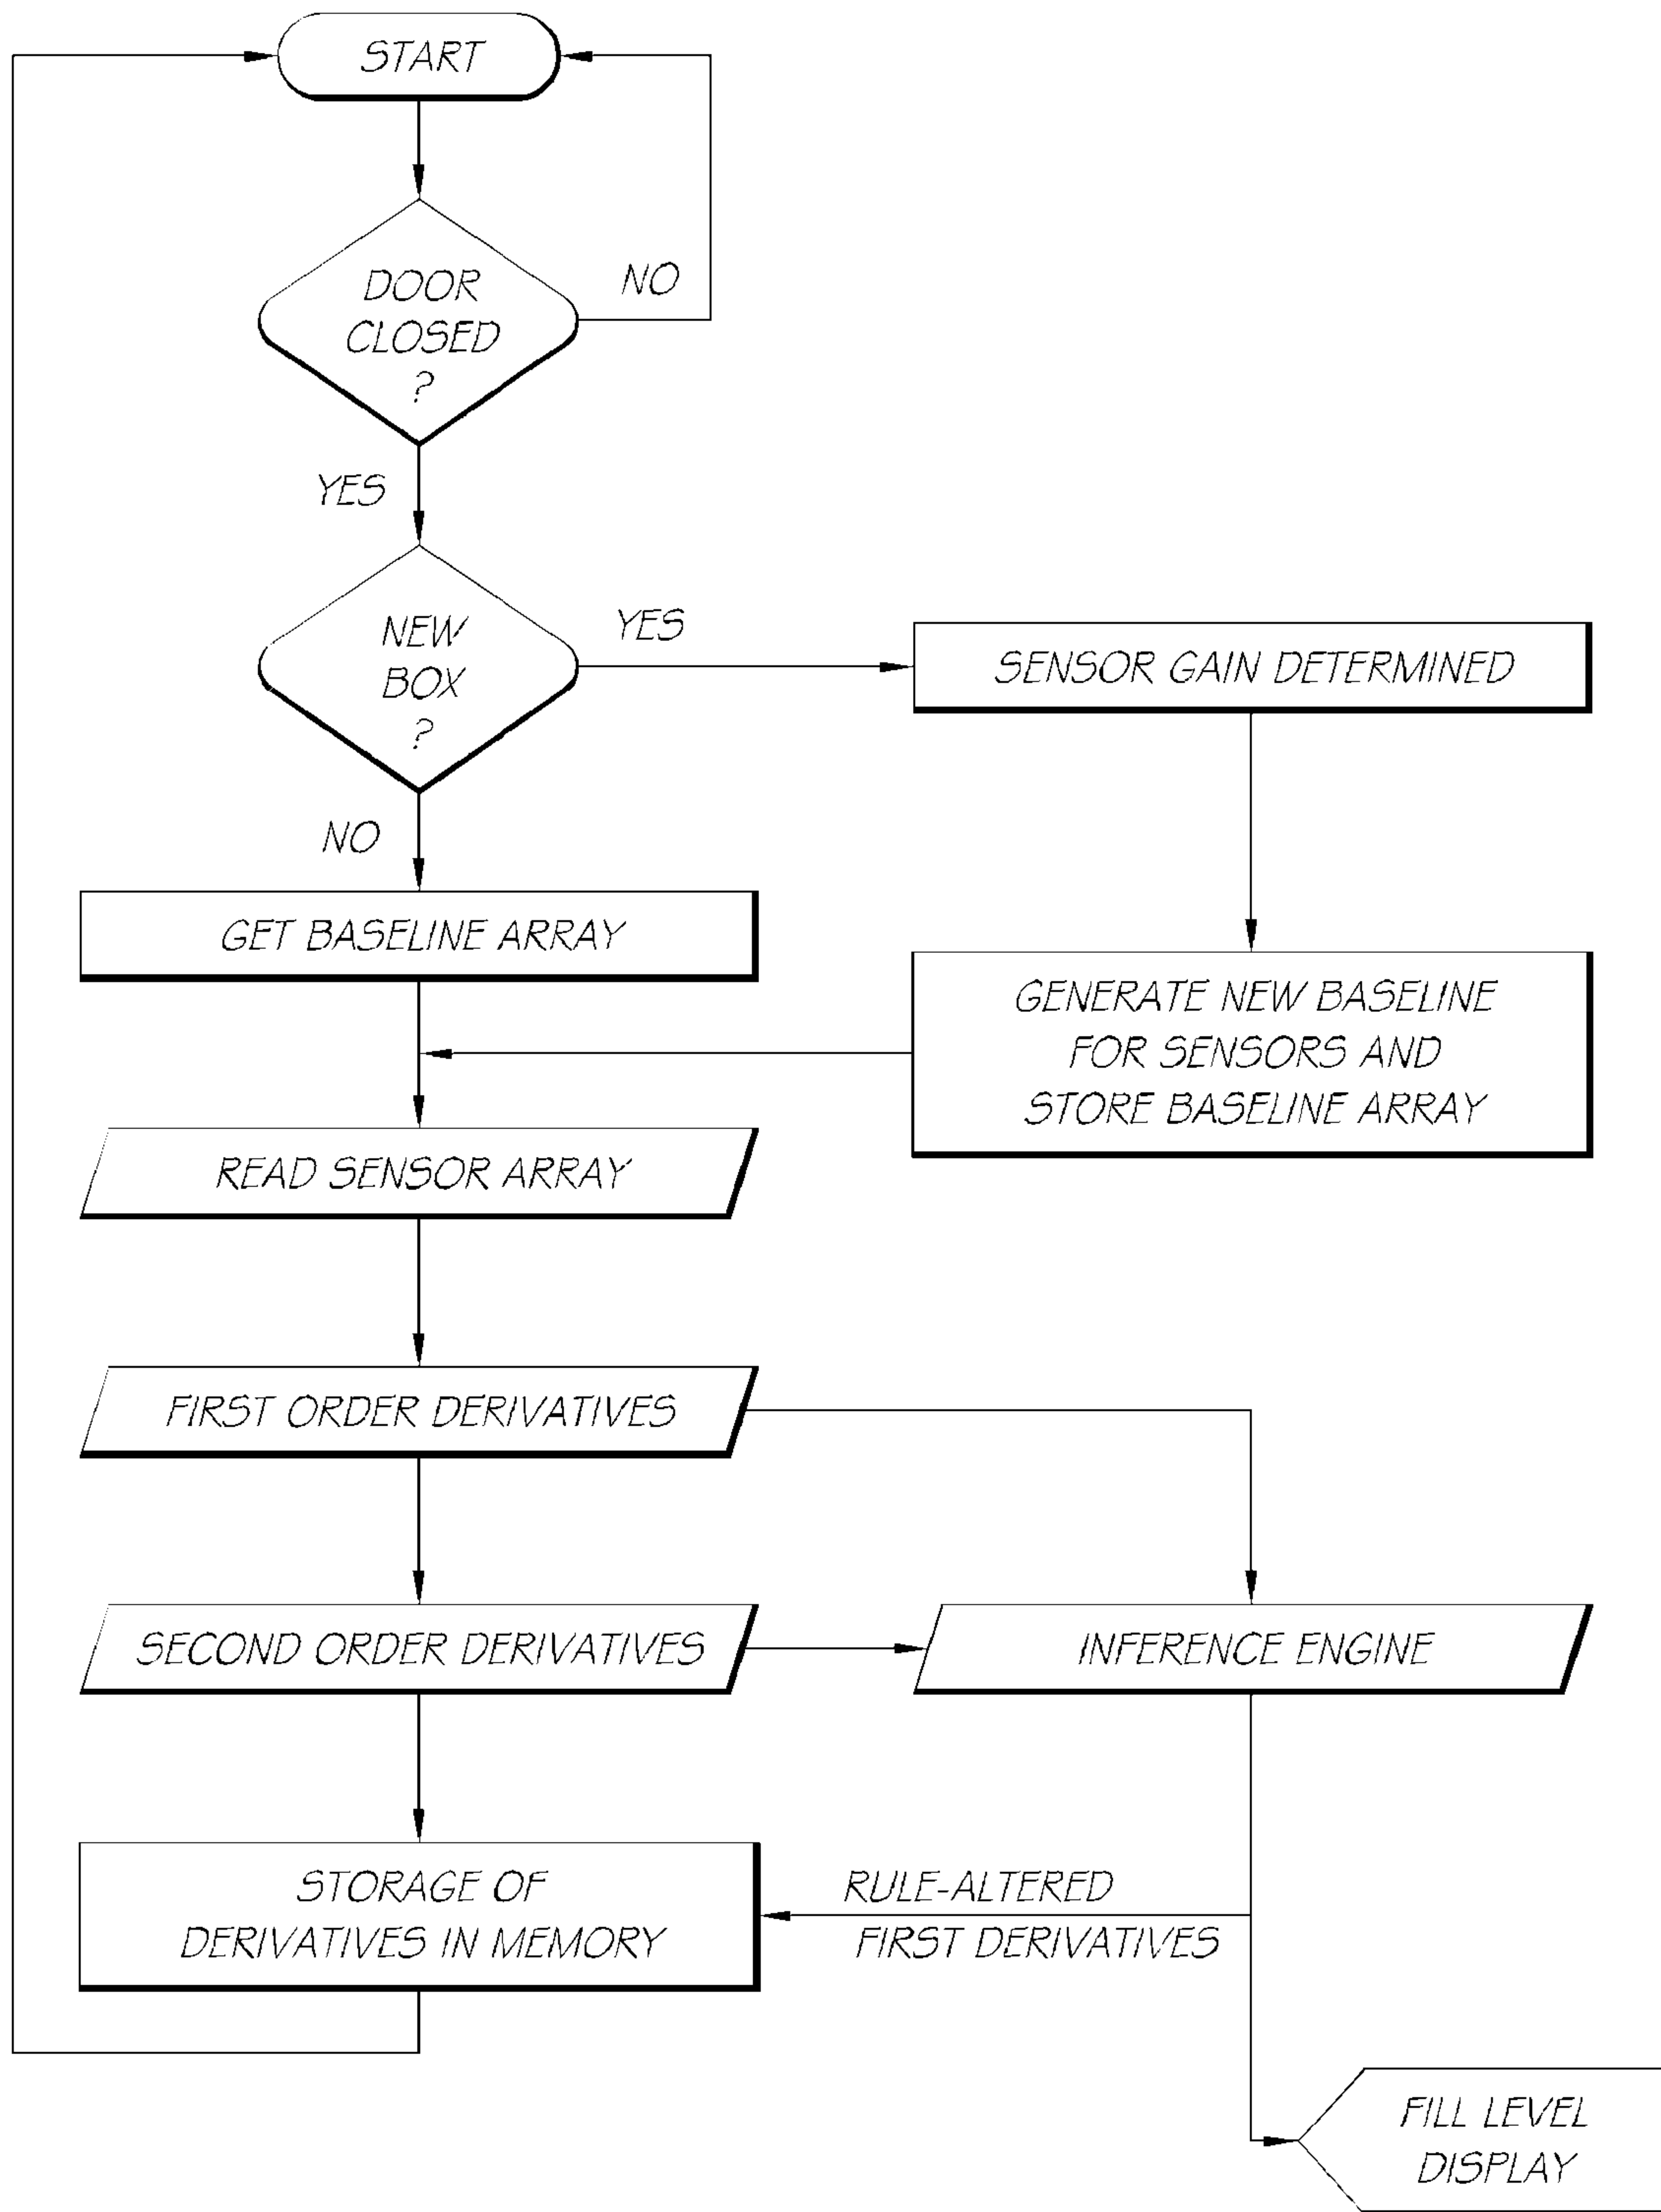 START
DOOR
CLOSED
?
NO
YES
NEW
BOX
?
YES
SENSOR GAIN DETERMINED
NO
GET BASELINE ARRAY
GENERATE NEW BASELINE
FOR SENSORS AND
STORE BASELINE ARRAY
READ SENSOR ARRAY
FIRST ORDER DERIVATIVES
SECOND ORDER DERIVATIVES
INFERENCE ENGINE
STORAGE OF
DERIVATIVES IN MEMORY
RULE-ALTERED
FIRST DERIVATIVES
FILL LEVEL
DISPLAY